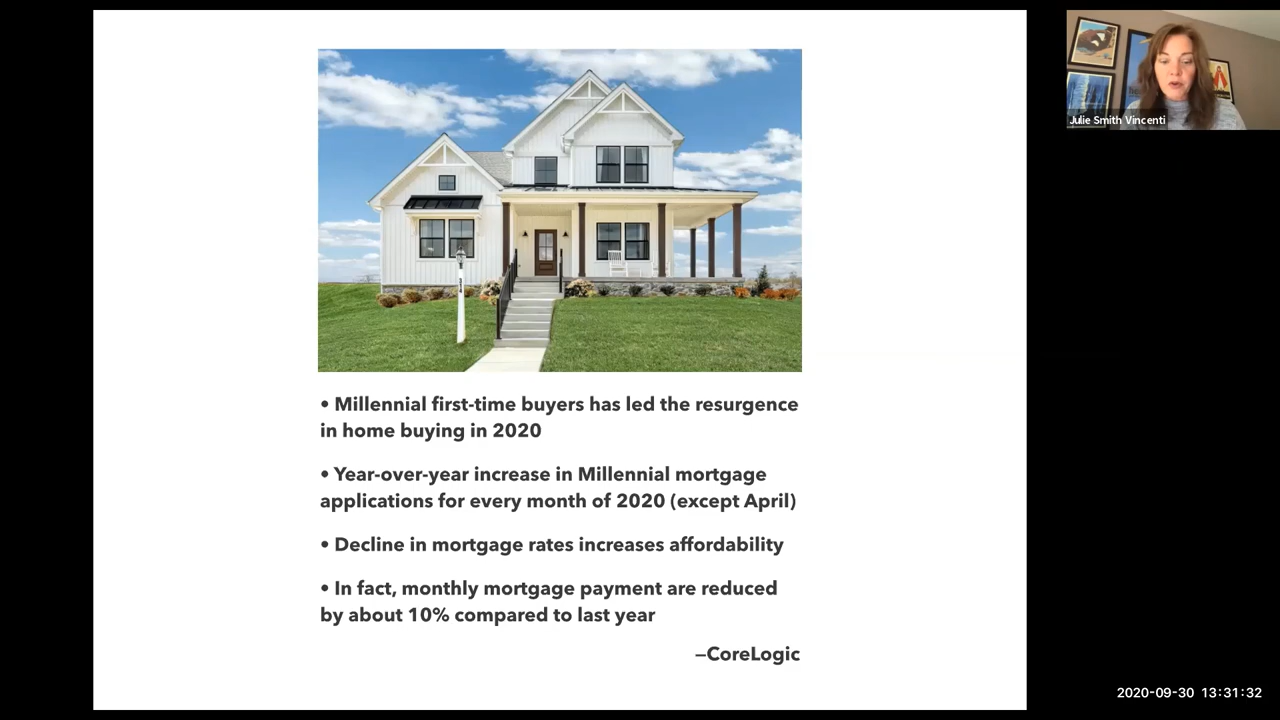 Julie Smith Vincenti
• Millennial first-time buyers has led the resurgence
in home buying in 2020
• Year-over-year increase in Millennial mortgage
applications for every month of 2020 (except April)
• Decline in mortgage rates increases affordability
• In fact, monthly mortgage payment are reduced
by about 10% compared to last year
—CoreLogic
2020-09-30 13:31:32